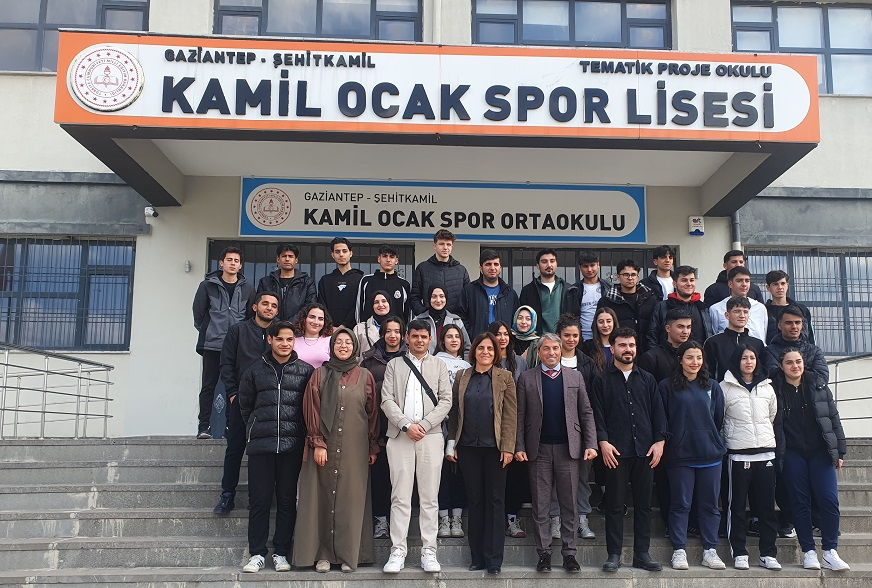 GAZİANTEP - ŞEHİTKAMİL
TEMATİK PROJE OKULU
KAMİL OCAK SPOR LİSESİ
GAZİANTEP - ŞEHİTKAMİL
KAMİL OCAK SPOR ORTAOKULU